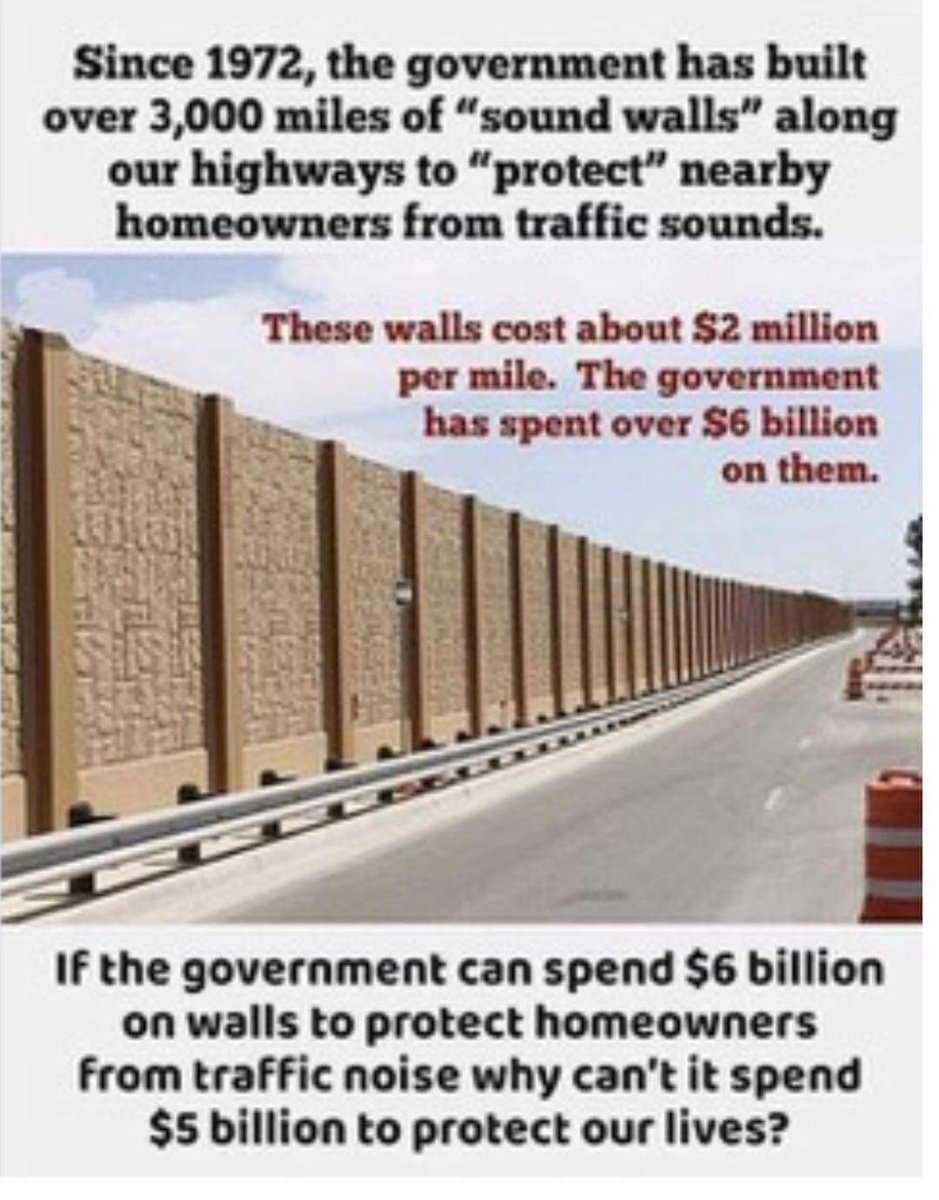 Since 1972, the government has built
over 3,000 miles of “sound walls” along
our highways to “protect” nearby
homeowners from traffic sounds.
These walls cost about $2 million
per mile. The government
has spent over $6 billion
on them.
If the government can spend $6 billion
on walls to protect homeowners
from traffic noise why can't it spend
$5 billion to protect our lives?